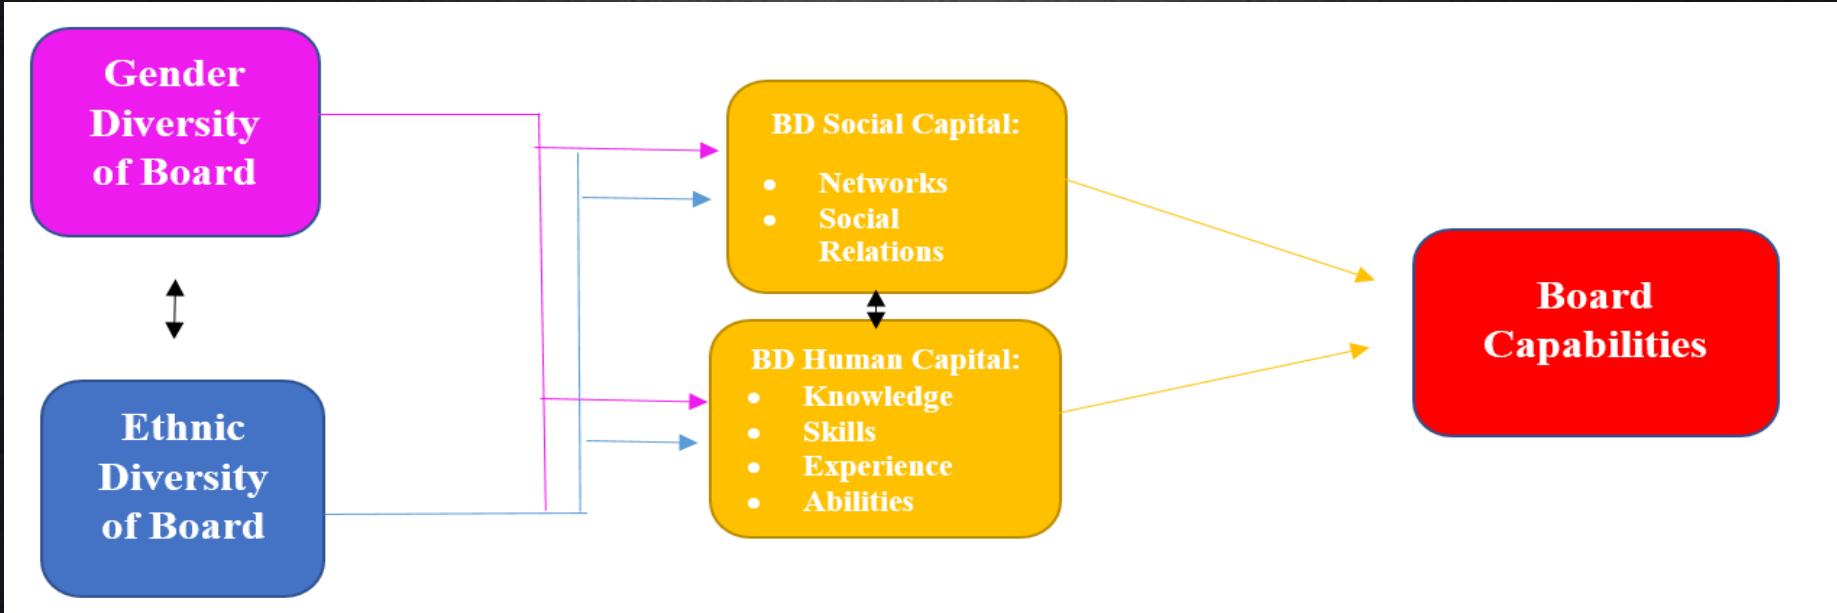 Gender
Diversity
of Board
Ethnic
Diversity
of Board
BD Social Capital:
• Networks
• Social
Relations
BD Human Capital:
• Knowledge
• Skills
• Experience
• Abilities
Board
Capabilities